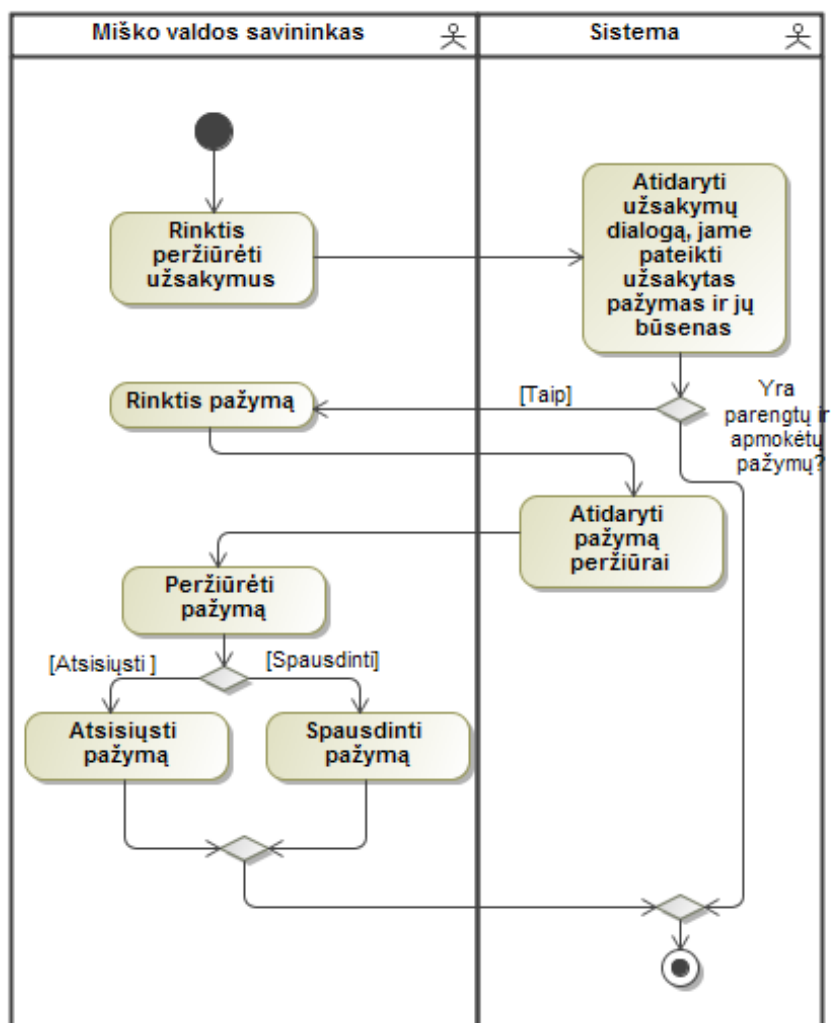 Miško valdos savininkas
Sistema
Rinktis
peržiūrėti
užsakymus
Atidaryti
užsakymų
dialogą, jame
pateikti
užsakytas
pažymas ir jų
būsenas
Rinktis pažymą
[Taip]
Yra
parengtų ir
apmokėtų
pažymų?
Atidaryti
pažymą
peržiūrai
Peržiūrėti
pažymą
[Atsisiųsti ]
[Spausdinti]
Atsisiųsti
pažymą
Spausdinti
pažymą